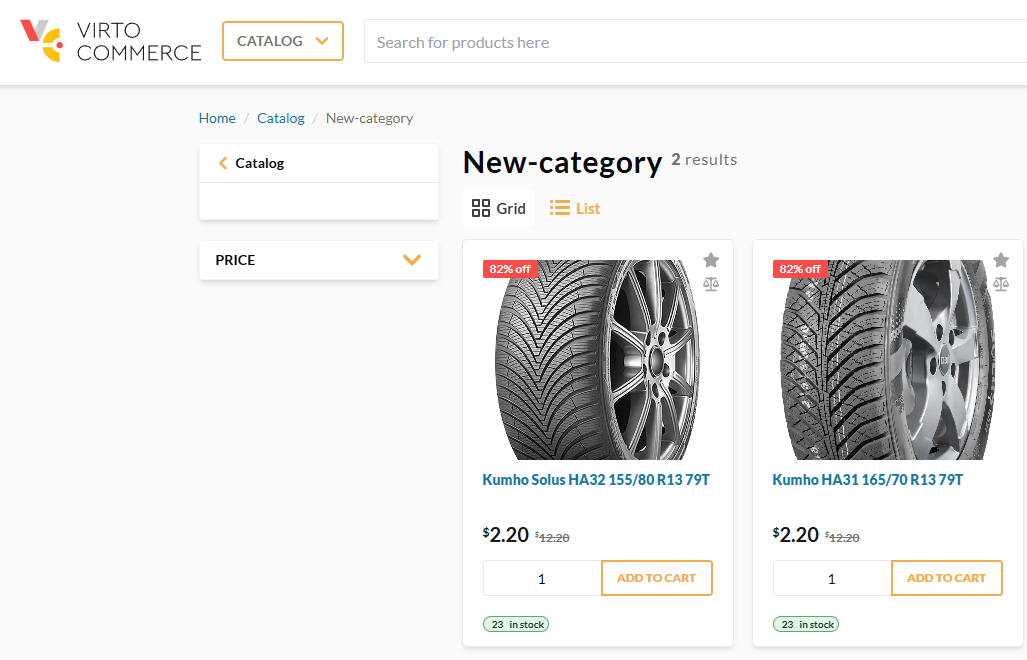 VIRTO
COMMERCE
CATALOG
Search for products here
Home / Catalog / New-category
Catalog
PRICE
New-category 2 results
Grid List
82% off
Kumho Solus HA32 155/80 R13 79T
$2.20 $12.20
1 ADD TO CART
23 in stock
82% off
Kumho HA31 165/70 R13 79T
$2.20 $12.20
1 ADD TO CART
23 in stock